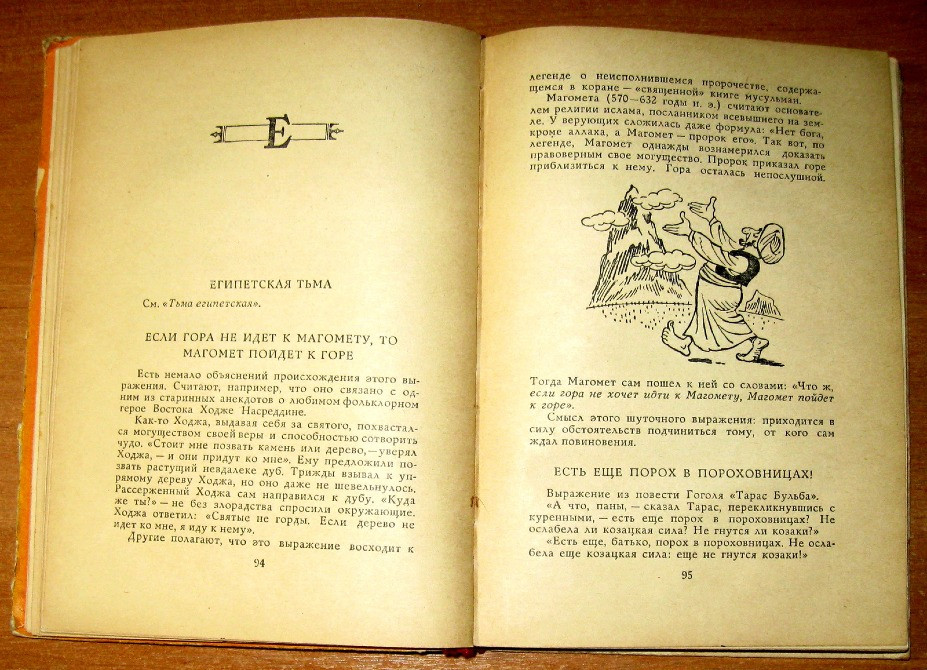 Е
ЕГИПЕТСКАЯ ТЬМА
См. «Тьма египетская».
ЕСЛИ ГОРА НЕ ИДЕТ К МАГОМЕТУ, ТО
МАГОМЕТ ПОЙДЕТ К ГОРЕ
Есть немало объяснений происхождения этого вы-
ражения. Считают, например, что оно связано с од-
ним из старинных анекдотов о любимом фольклорном
герое Востока Ходже Насреддине.
Как-то Ходжа, выдавая себя за святого, похвастал-
ся могуществом своей веры и способностью сотворить
чудо. «Стоит мне позвать камень или дерево,—уверял
Ходжа,— и они придут ко мне». Ему предложили по-
звать растущий невдалеке дуб. Трижды взывал к уп-
рямому дереву Ходжа, но оно даже не шевельнулось.
Рассерженный Ходжа сам направился к дубу. «Куда
же ты?» — не без злорадства спросили окружающие.
Ходжа ответил: «Святые не горды. Если дерево не
идет ко мне, я иду к нему».
Другие полагают, что это выражение восходит к
94
легенде о неисполнившемся пророчестве, содержа-
щемся в коране — «священной» книге мусульман.
Магомета (570—632 годы н. э.) считают основате-
лем религии ислама, посланником всевышнего на зем-
ле. У верующих сложилась даже формула: «Нет бога,
кроме аллаха, а Магомет — пророк его». Так вот, по
легенде, Магомет однажды вознамерился доказать
правоверным свое могущество. Пророк приказал горе
приблизиться к нему. Гора осталась непослушной.
Тогда Магомет сам пошел к ней со словами: «Что ж,
если гора не хочет идти к Магомету, Магомет пойдет
к горе».
Смысл этого шуточного выражения: приходится в
силу обстоятельств подчиниться тому, от кого сам
ждал повиновения.
ЕСТЬ ЕЩЕ ПОРОХ В ПОРОХОВНИЦАХ!
Выражение из повести Гоголя «Тарас Бульба».
«А что, паны, — сказал Тарас, перекликнувшись с
куренными, — есть еще порох в пороховницах? Не
ослабела ли козацкая сила? Не гнутся ли козаки?»
«Есть еще, батько, порох в пороховницах. Не осла-
бела еще козацкая сила: еще не гнутся козаки!»
95